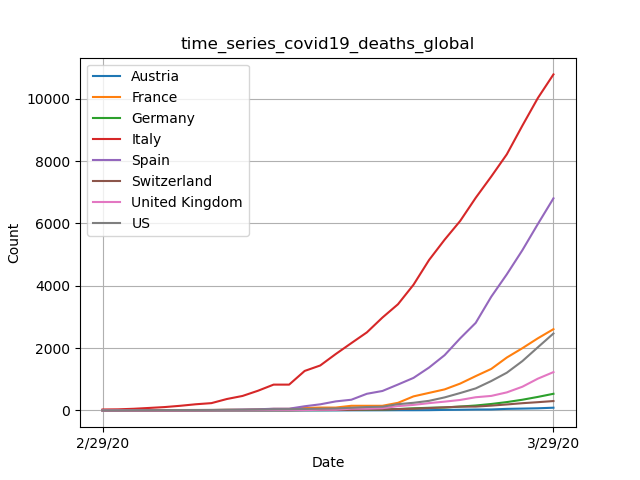 time_series_covid19_deaths_global
Austria
France
Germany
Italy
Spain
Switzerland
United Kingdom
US
10000
8000
6000
4000
2000
0
Count
2/29/20
3/29/20
Date